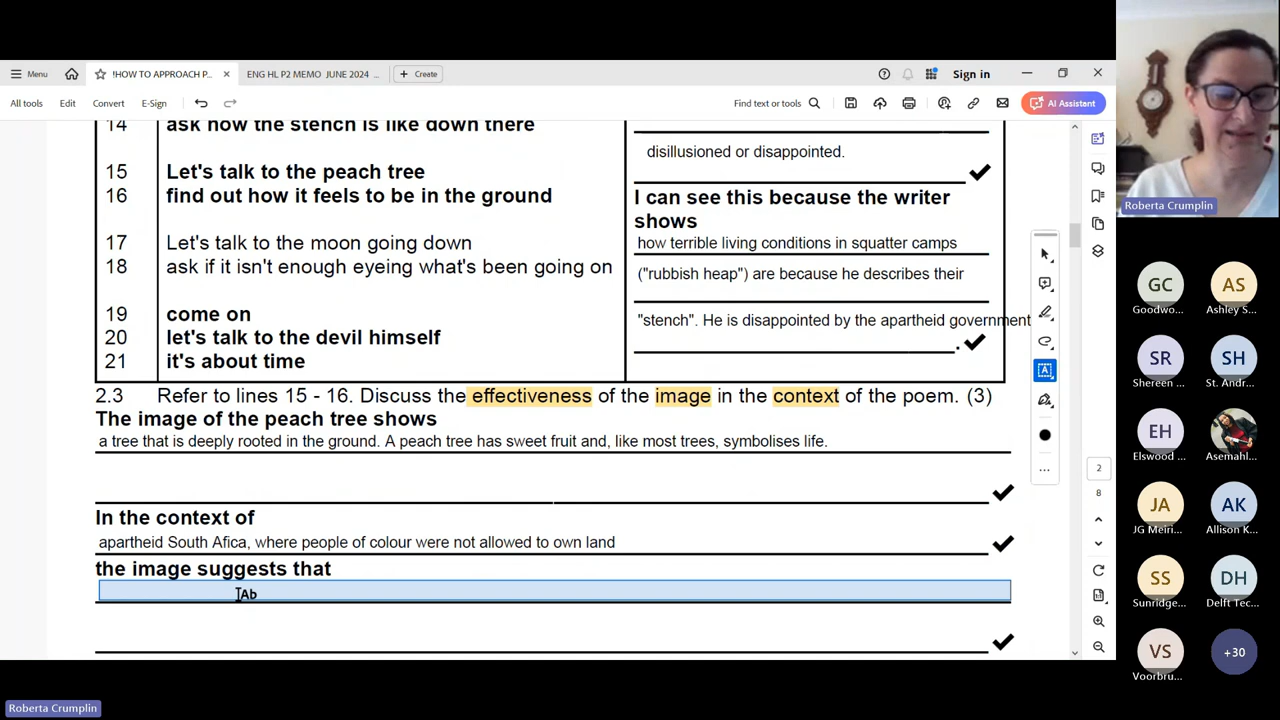 Menu
!HOW TO APPROACH P...
ENG HL P2 MEMO JUNE 2024 ...
Create
Sign in
All tools
Edit
Convert
E-Sign
Find text or tools
AI Assistant
14 ask how the stench is like down there
disillusioned or disappointed.
15 Let's talk to the peach tree
16 find out how it feels to be in the ground
I can see this because the writer
shows
17 Let's talk to the moon going down
how terrible living conditions in squatter camps
18 ask if it isn't enough eyeing what's been going on
("rubbish heap") are because he describes their
19 come on
"stench". He is disappointed by the apartheid government
20 let's talk to the devil himself
.
21 it's about time
2.3 Refer to lines 15 - 16. Discuss the effectiveness of the image in the context of the poem. (3)
The image of the peach tree shows
a tree that is deeply rooted in the ground. A peach tree has sweet fruit and, like most trees, symbolises life.
In the context of
apartheid South Africa, where people of colour were not allowed to own land
the image suggests that
Ab
2
8
Roberta Crumplin
GC
Goodwo...
AS
Ashley S...
SR
Shereen ...
SH
St. Andr...
EH
Elswood ...
Asemahl...
JA
JG Meiri...
AK
Allison K...
SS
Sunridge...
DH
Delft Tec...
VS
Voorbru...
+30
Roberta Crumplin